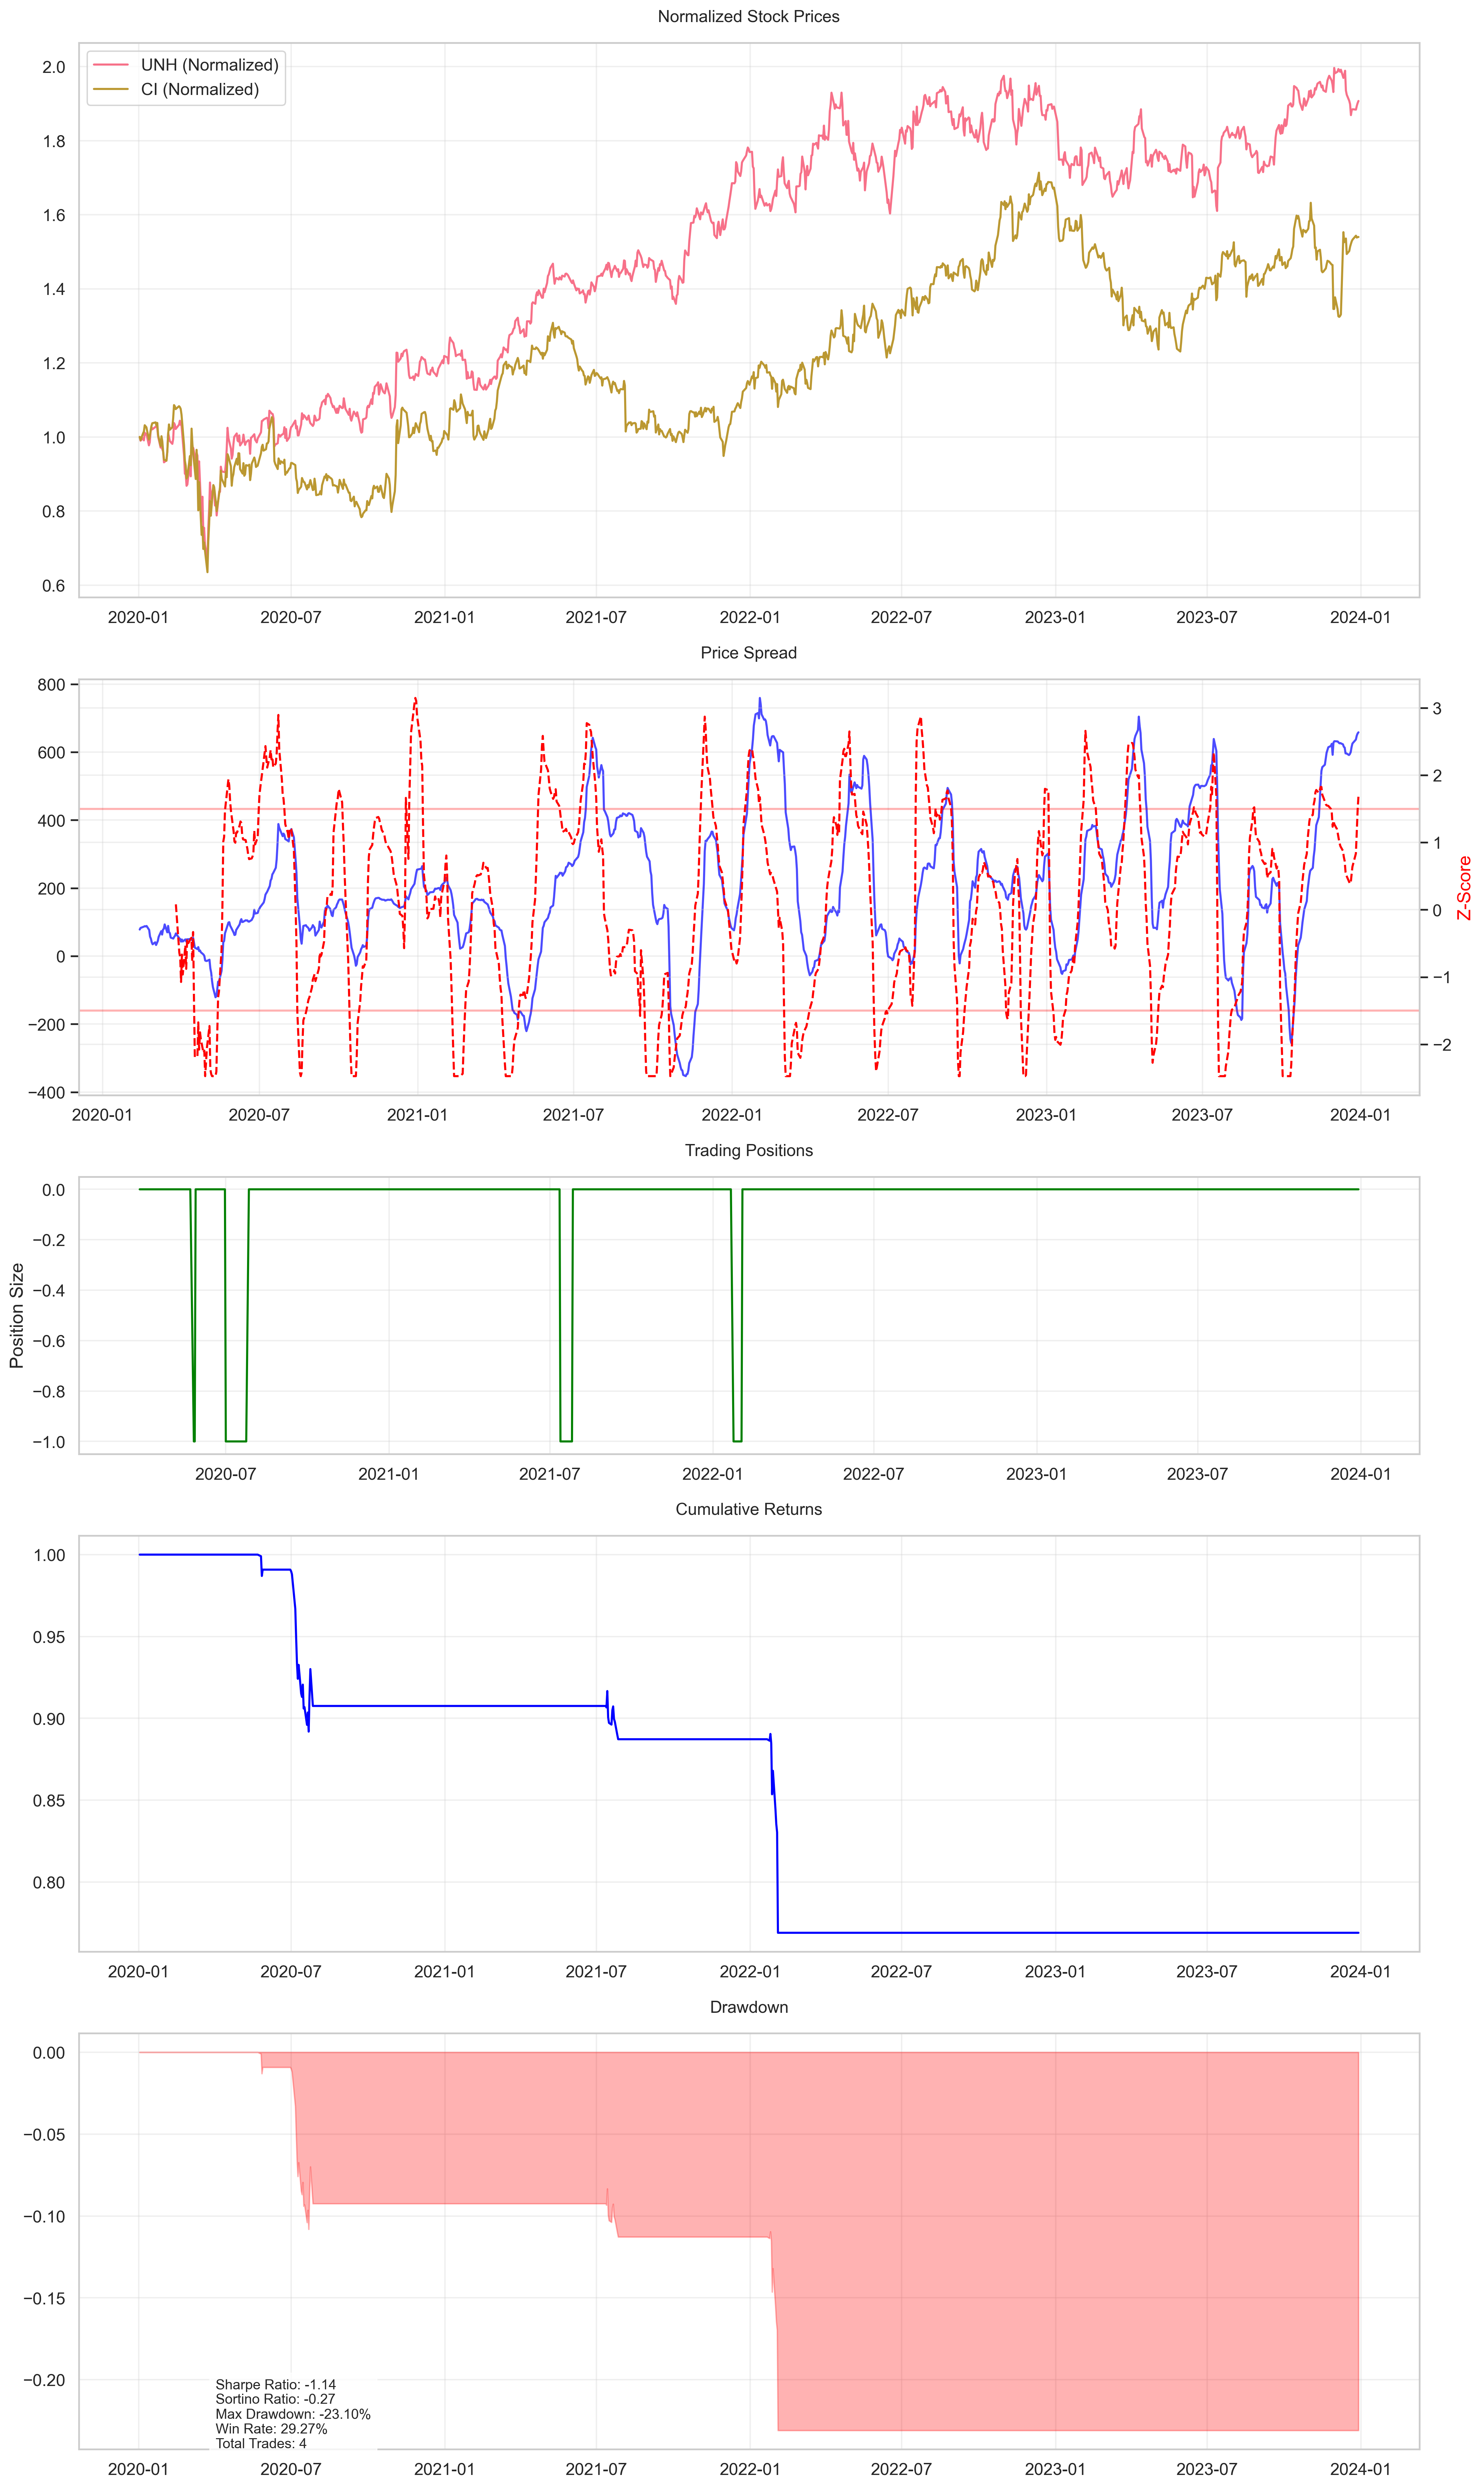 Normalized Stock Prices
UNH (Normalized)
CI (Normalized)
2.0
1.8
1.6
1.4
1.2
1.0
0.8
0.6
2020-01 2020-07 2021-01 2021-07 2022-01 2022-07 2023-01 2023-07 2024-01
Price Spread
800
600
400
200
0
−200
−400
3
2
1
0
−1
−2
Z-Score
2020-01 2020-07 2021-01 2021-07 2022-01 2022-07 2023-01 2023-07 2024-01
Trading Positions
Position Size
0.0
−0.2
−0.4
−0.6
−0.8
−1.0
2020-07 2021-01 2021-07 2022-01 2022-07 2023-01 2023-07 2024-01
Cumulative Returns
1.00
0.95
0.90
0.85
0.80
2020-01 2020-07 2021-01 2021-07 2022-01 2022-07 2023-01 2023-07 2024-01
Drawdown
0.00
−0.05
−0.10
−0.15
−0.20
Sharpe Ratio: -1.14
Sortino Ratio: -0.27
Max Drawdown: -23.10%
Win Rate: 29.27%
Total Trades: 4
2020-01 2020-07 2021-01 2021-07 2022-01 2022-07 2023-01 2023-07 2024-01